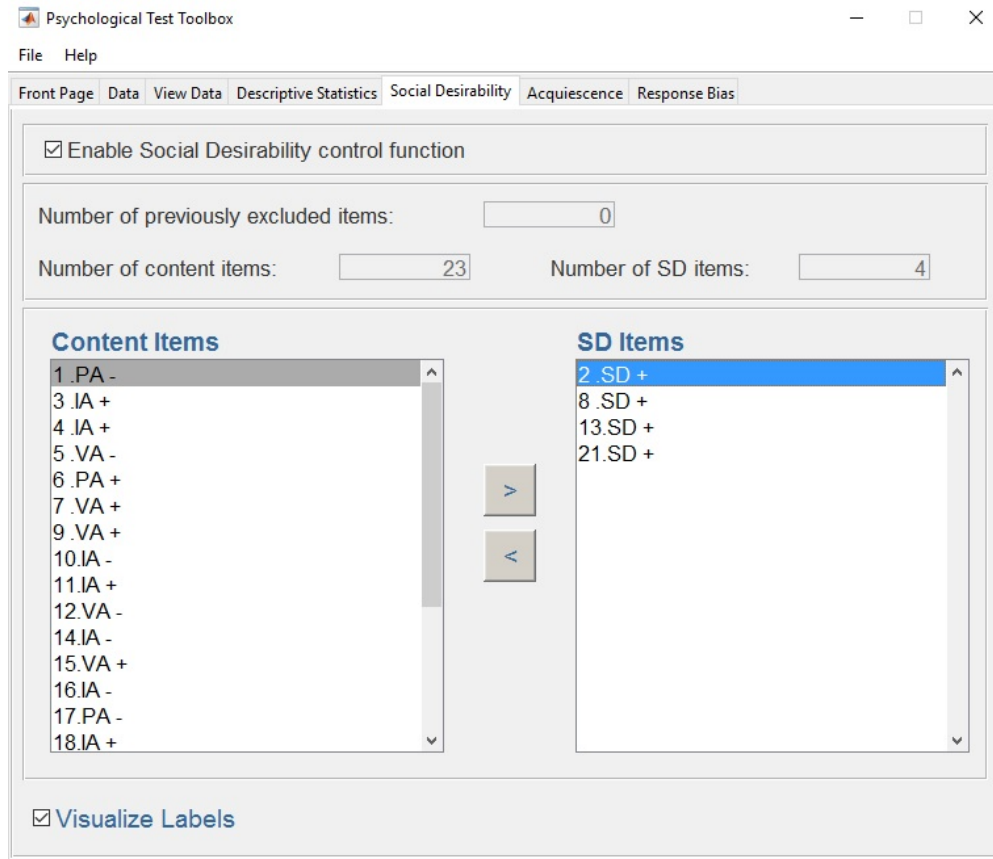 Psychological Test Toolbox
File Help
Front Page Data View Data Descriptive Statistics Social Desirability Acquiescence Response Bias
Enable Social Desirability control function
Number of previously excluded items: 0
Number of content items: 23 Number of SD items: 4
Content Items
1 .PA -
3 .IA +
4 .IA +
5 .VA -
6 .PA +
7 .VA +
9 .VA +
10.IA -
11.IA +
12.VA -
14.IA -
15.VA +
16.IA -
17.PA -
18.IA +
>
<
SD Items
2 .SD +
8 .SD +
13.SD +
21.SD +
Visualize Labels